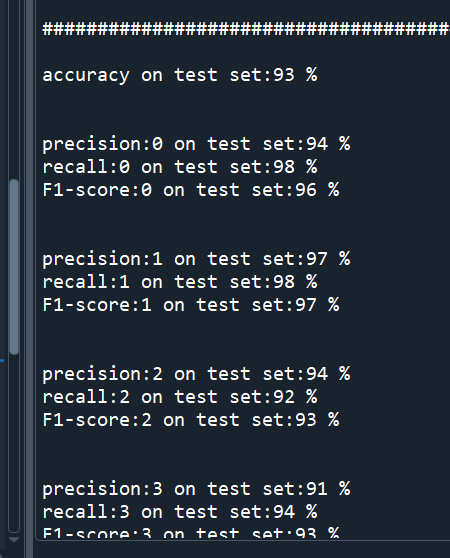 ######################################
accuracy on test set:93 %
precision:0 on test set:94 %
recall:0 on test set:98 %
F1-score:0 on test set:96 %
precision:1 on test set:97 %
recall:1 on test set:98 %
F1-score:1 on test set:97 %
precision:2 on test set:94 %
recall:2 on test set:92 %
F1-score:2 on test set:93 %
precision:3 on test set:91 %
recall:3 on test set:94 %
F1-score:3 on test set:93 %